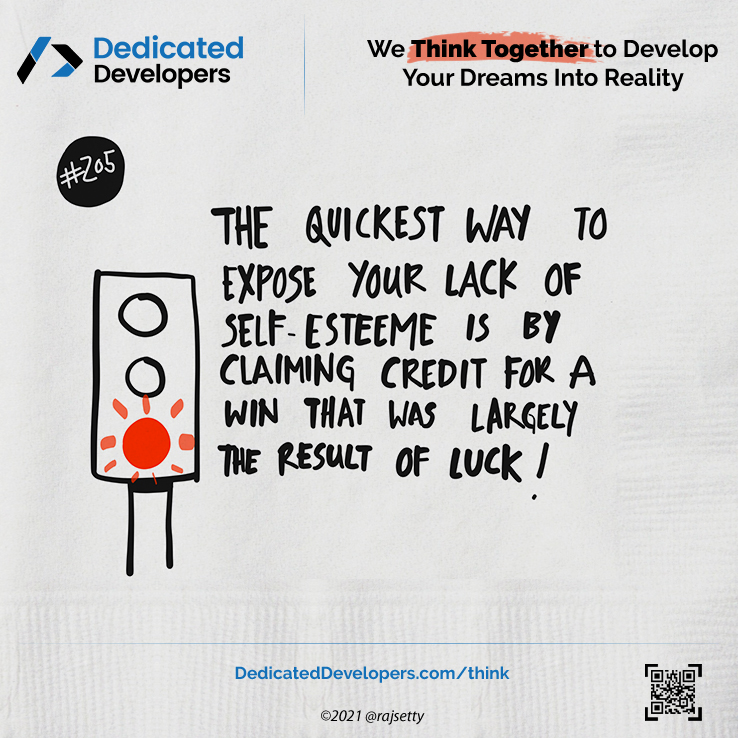 Dedicated
Developers
We Think Together to Develop
Your Dreams Into Reality
#205
THE QUICKEST WAY TO
EXPOSE YOUR LACK OF
SELF-ESTEEME IS BY
CLAIMING CREDIT FOR A
WIN THAT WAS LARGELY
THE RESULT OF LUCK!
DedicatedDevelopers.com/think
©2021 @rajsetty